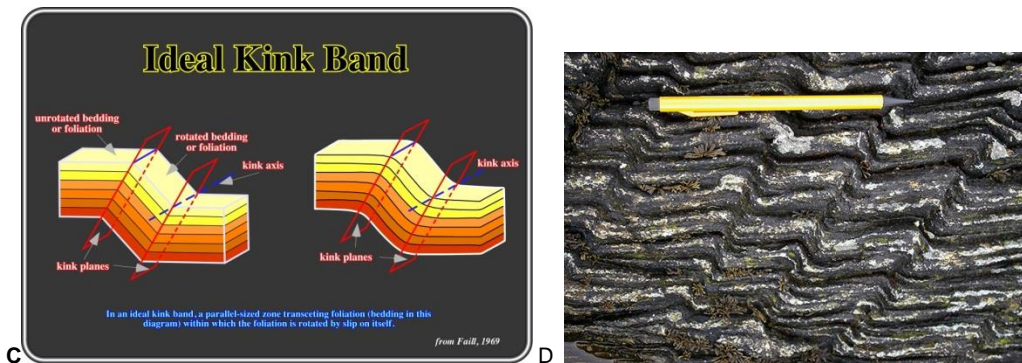 Ideal Kink Band
unrotated bedding
or foliation
rotated bedding
or foliation
kink axis
kink axis
kink planes
kink planes
In an ideal kink band, a parallel-sized zone transecting foliation (bedding in this
diagram) within which the foliation is rotated by slip on itself.
from Faill, 1969
C
D